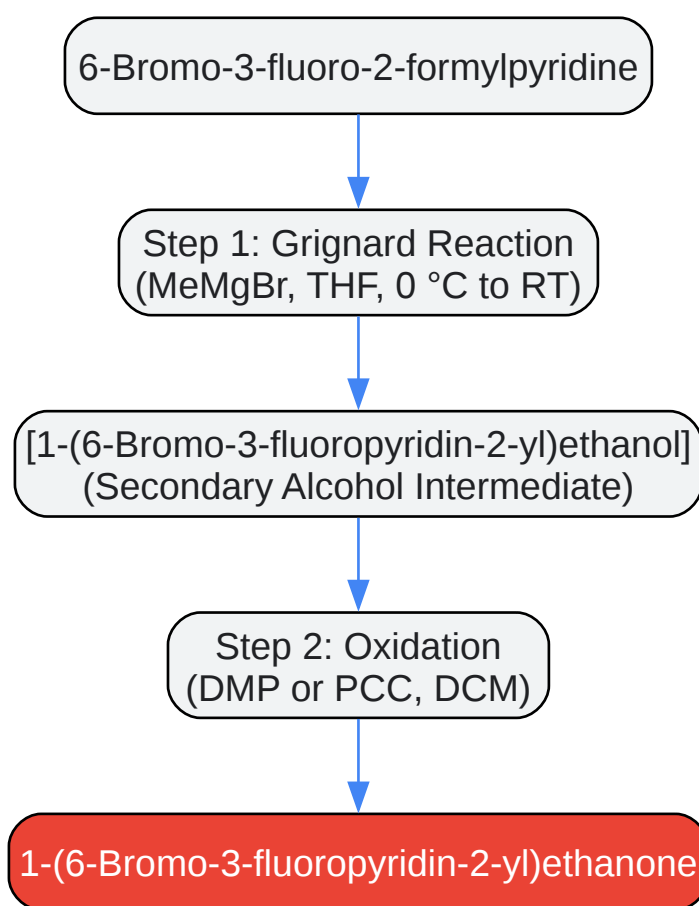 6-Bromo-3-fluoro-2-formylpyridine
Step 1: Grignard Reaction
(MeMgBr, THF, 0 °C to RT)
[1-(6-Bromo-3-fluoropyridin-2-yl)ethanol]
(Secondary Alcohol Intermediate)
Step 2: Oxidation
(DMP or PCC, DCM)
1-(6-Bromo-3-fluoropyridin-2-yl)ethanone